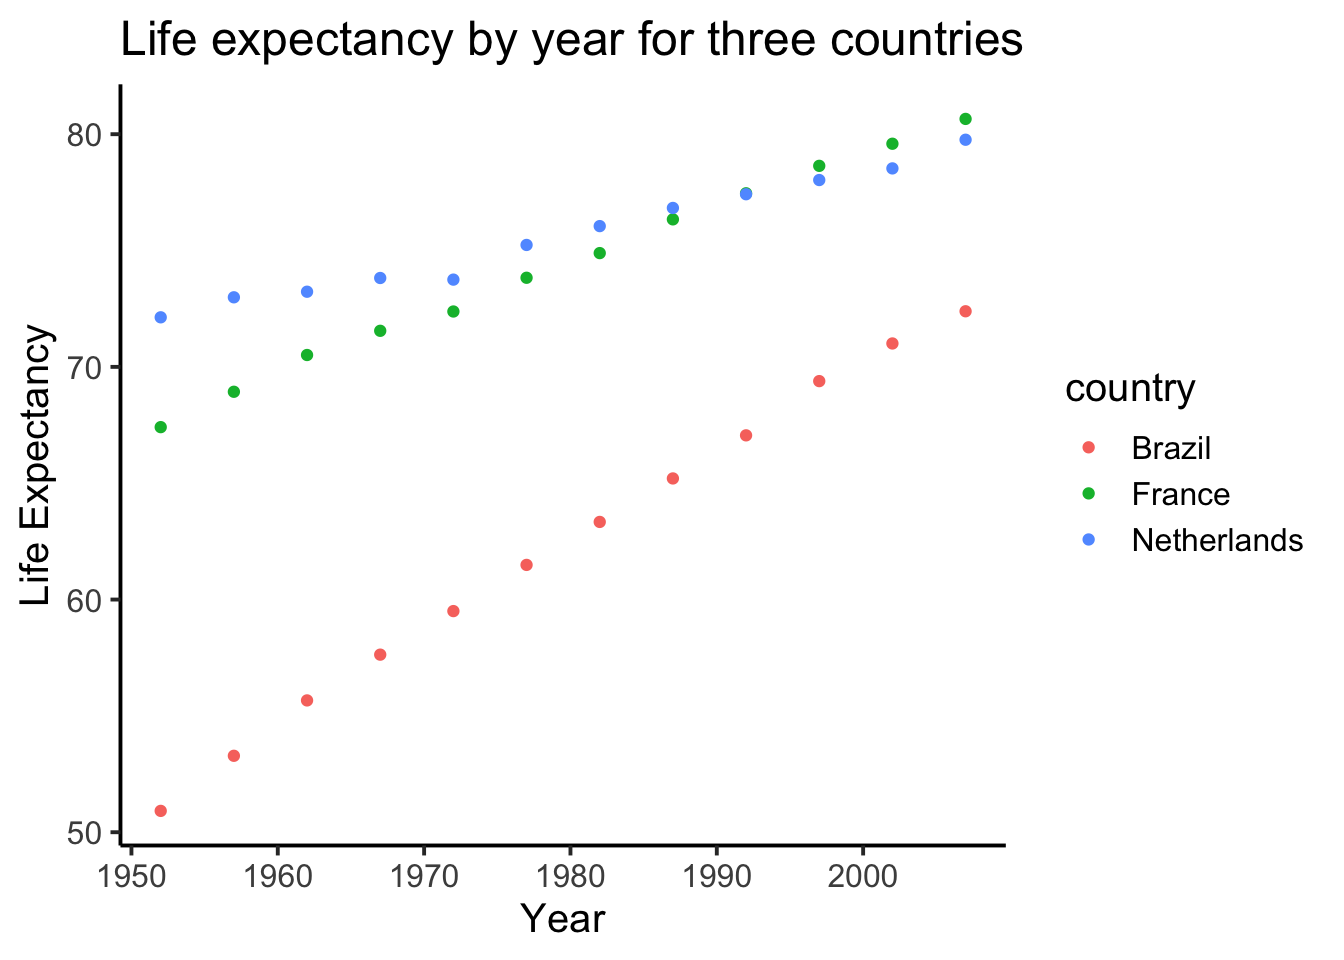 Life expectancy by year for three countries
Life Expectancy
80
70
60
50
1950 1960 1970 1980 1990 2000
Year
country
Brazil
France
Netherlands